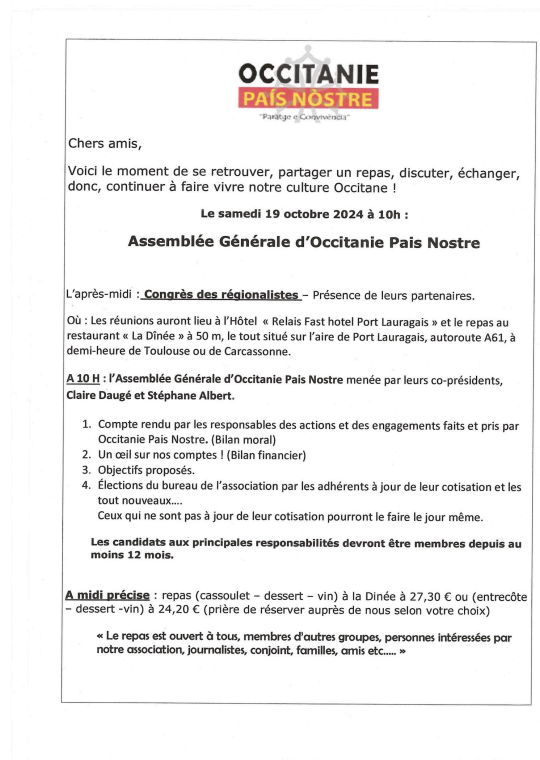 OCCITANIE
PAÍS NÒSTRE
"Paratge e Convivéncia"
Chers amis,
Voici le moment de se retrouver, partager un repas, discuter, échanger,
donc, continuer à faire vivre notre culture Occitane !
Le samedi 19 octobre 2024 à 10h :
Assemblée Générale d'Occitanie Pais Nostre
L'après-midi : Congrès des régionalistes – Présence de leurs partenaires.
Où : Les réunions auront lieu à l'Hôtel « Relais Fast hotel Port Lauragais » et le repas au
restaurant « La Dînée » à 50 m, le tout situé sur l'aire de Port Lauragais, autoroute A61, à
demi-heure de Toulouse ou de Carcassonne.
A 10 H : l'Assemblée Générale d'Occitanie Pais Nostre menée par leurs co-présidents,
Claire Daugé et Stéphane Albert.
1. Compte rendu par les responsables des actions et des engagements faits et pris par
Occitanie Pais Nostre. (Bilan moral)
2. Un œil sur nos comptes ! (Bilan financier)
3. Objectifs proposés.
4. Élections du bureau de l'association par les adhérents à jour de leur cotisation et les
tout nouveaux….
Ceux qui ne sont pas à jour de leur cotisation pourront le faire le jour même.
Les candidats aux principales responsabilités devront être membres depuis au
moins 12 mois.
A midi précise : repas (cassoulet – dessert – vin) à la Dinée à 27,30 € ou (entrecôte
– dessert -vin) à 24,20 € (prière de réserver auprès de nous selon votre choix)
« Le repas est ouvert à tous, membres d'autres groupes, personnes intéressées par
notre association, journalistes, conjoint, familles, amis etc..... »